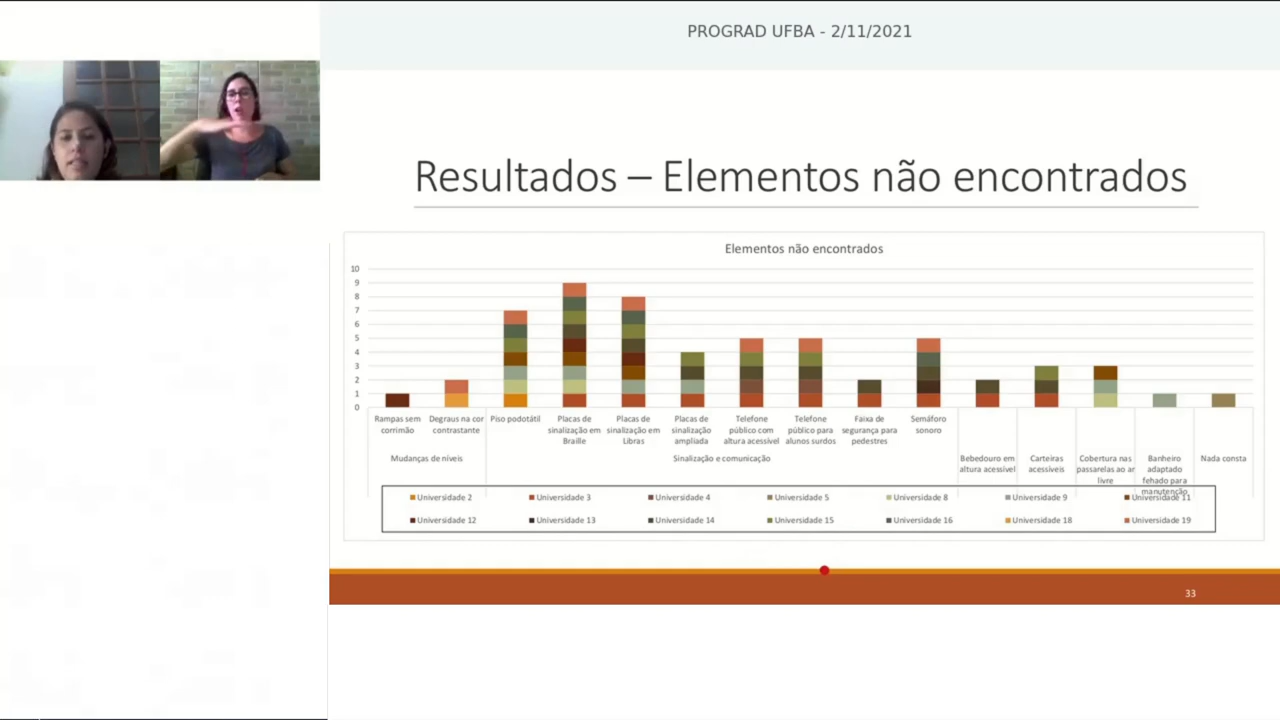 PROGRAD UFBA - 2/11/2021
Resultados – Elementos não encontrados
Elementos não encontrados
10
9
8
7
6
5
4
3
2
1
0
Rampas sem
corrimão
Degraus na cor
contrastante
Piso podotátil
Placas de
sinalização em
Braille
Placas de
sinalização em
Libras
Placas de
sinalização
ampliada
Telefone
público com
altura acessível
Telefone
público para
alunos surdos
Faixa de
segurança para
pedestres
Semáforo
sonoro
Bebedouro em
altura acessível
Carteiras
acessíveis
Cobertura nas
passarelas ao ar
livre
Banheiro
adaptado
fehado para
manutenção
Nada consta
Mudanças de níveis
Sinalização e comunicação
Universidade 2
Universidade 3
Universidade 4
Universidade 5
Universidade 8
Universidade 9
Universidade 11
Universidade 12
Universidade 13
Universidade 14
Universidade 15
Universidade 16
Universidade 18
Universidade 19
33